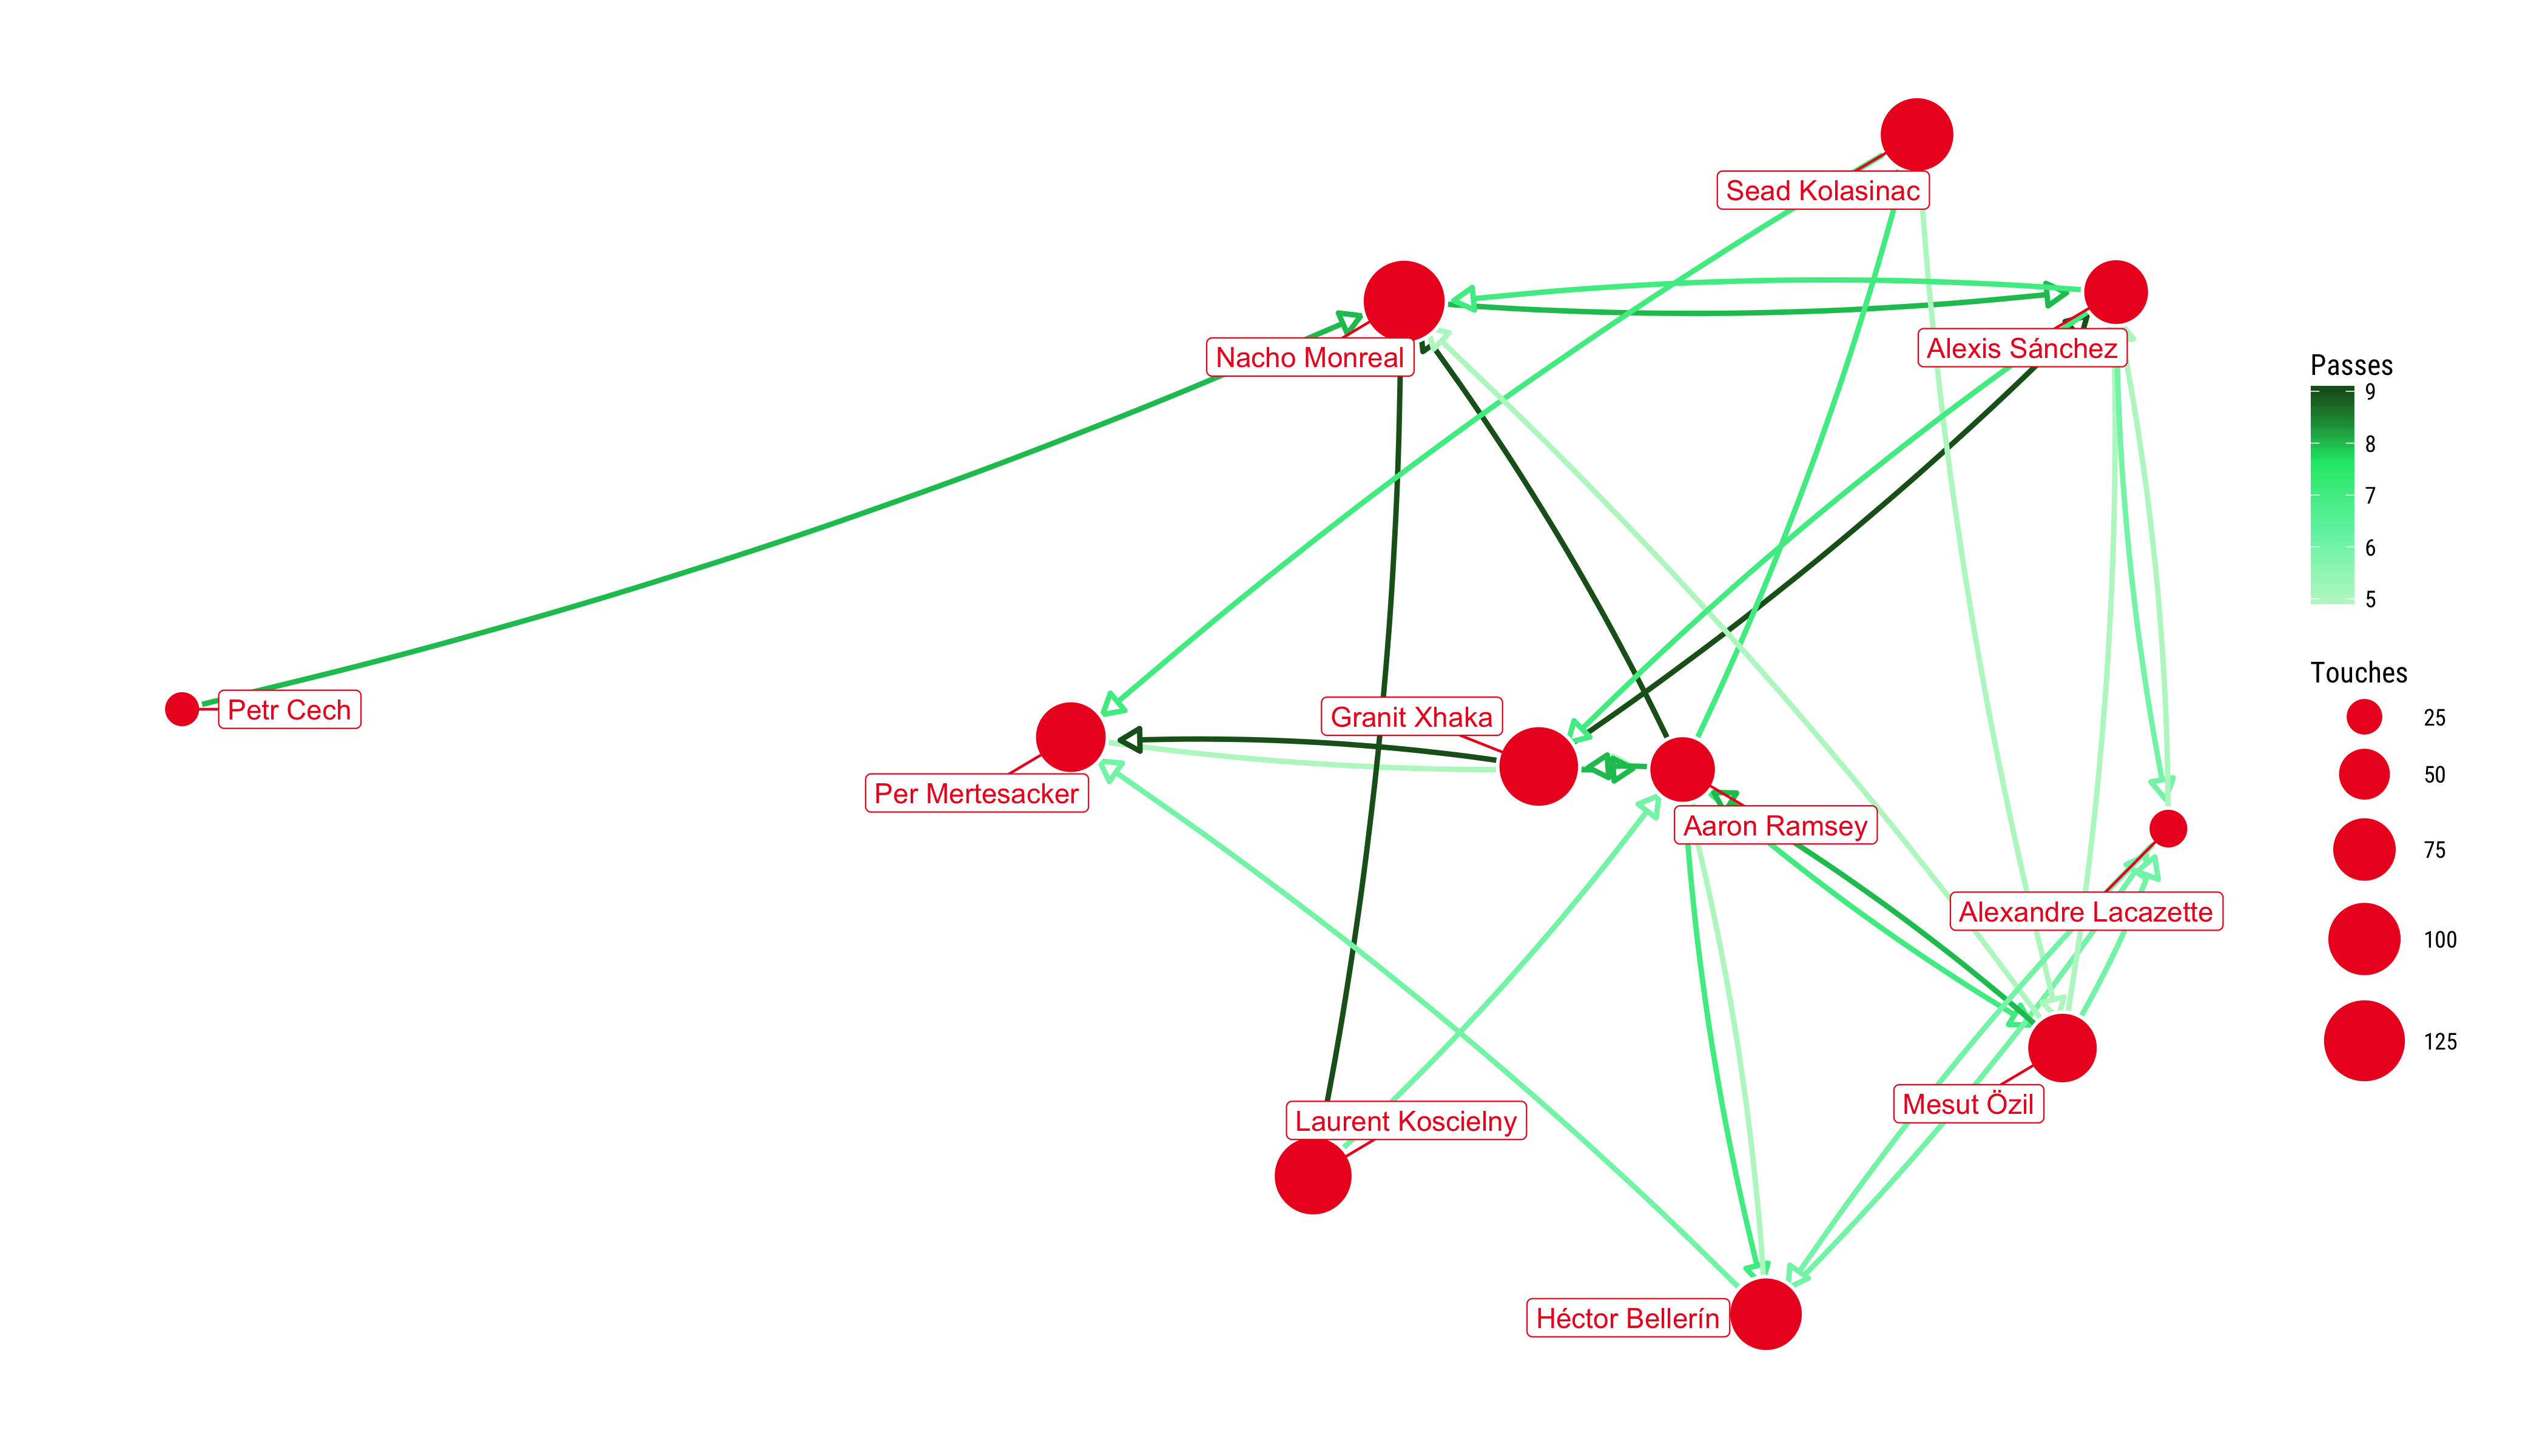 Sead Kolasinac
Nacho Monreal
Alexis Sánchez
Petr Cech
Granit Xhaka
Per Mertesacker
Aaron Ramsey
Alexandre Lacazette
Mesut Özil
Laurent Koscielny
Héctor Bellerín
Passes
9
8
7
6
5
Touches
25
50
75
100
125